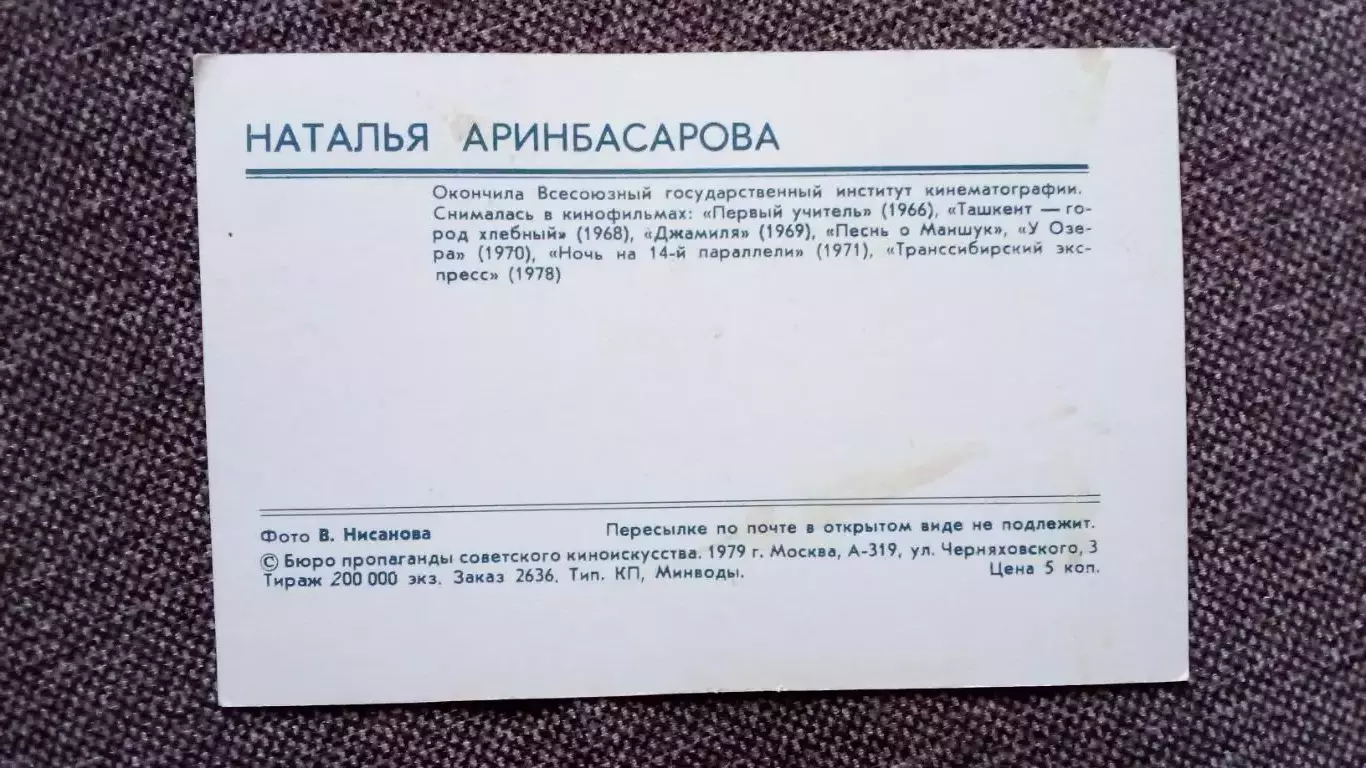 НАТАЛЬЯ АРИНБАСАРОВА
Окончила Всесоюзный государственный институт кинематографии.
Снималась в кинофильмах: «Первый учитель» (1966), «Ташкент — го-
род хлебный» (1968), «Джамиля» (1969), «Песнь о Маншук», «У Озе-
ра» (1970), «Ночь на 14-й параллели» (1971), «Транссибирский экс-
пресс» (1978)
Фото В. Нисанова Пересылке по почте в открытом виде не подлежит.
© Бюро пропаганды советского киноискусства. 1979 г. Москва, А-319, ул. Черняховского, 3
Тираж 200 000 экз. Заказ 2636. Тип. КП, Минводы. Цена 5 коп.